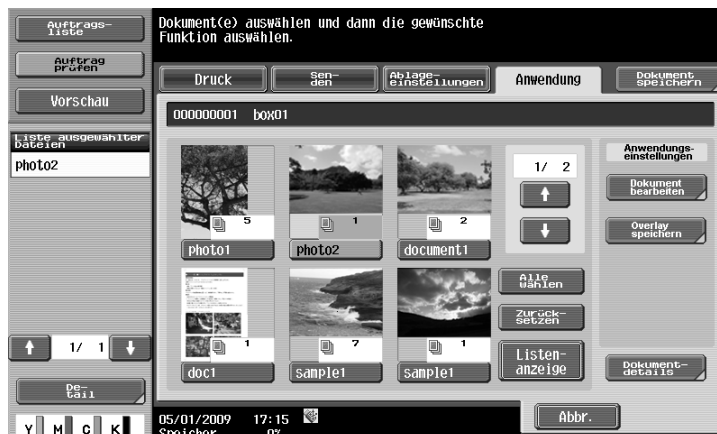 Auftrags-
liste
Auftrag
prüfen
Vorschau
Liste ausgewählter
Dateien
photo2
1/ 1
De-
tail
Y M C K
Dokument(e) auswählen und dann die gewünschte
Funktion auswählen.
Druck
Sen-
den
Ablage-
einstellungen
Anwendung
Dokument
speichern
000000001 box01
5
photo1
1
photo2
2
document1
1
doc1
7
sample1
1
sample1
1/ 2
Alle
wählen
Zurück-
setzen
Listen-
anzeige
Anwendungs-
einstellungen
Dokument
bearbeiten
Overlay
speichern
Dokument-
details
Abbr.
05/01/2009 17:15
Speicher 0%